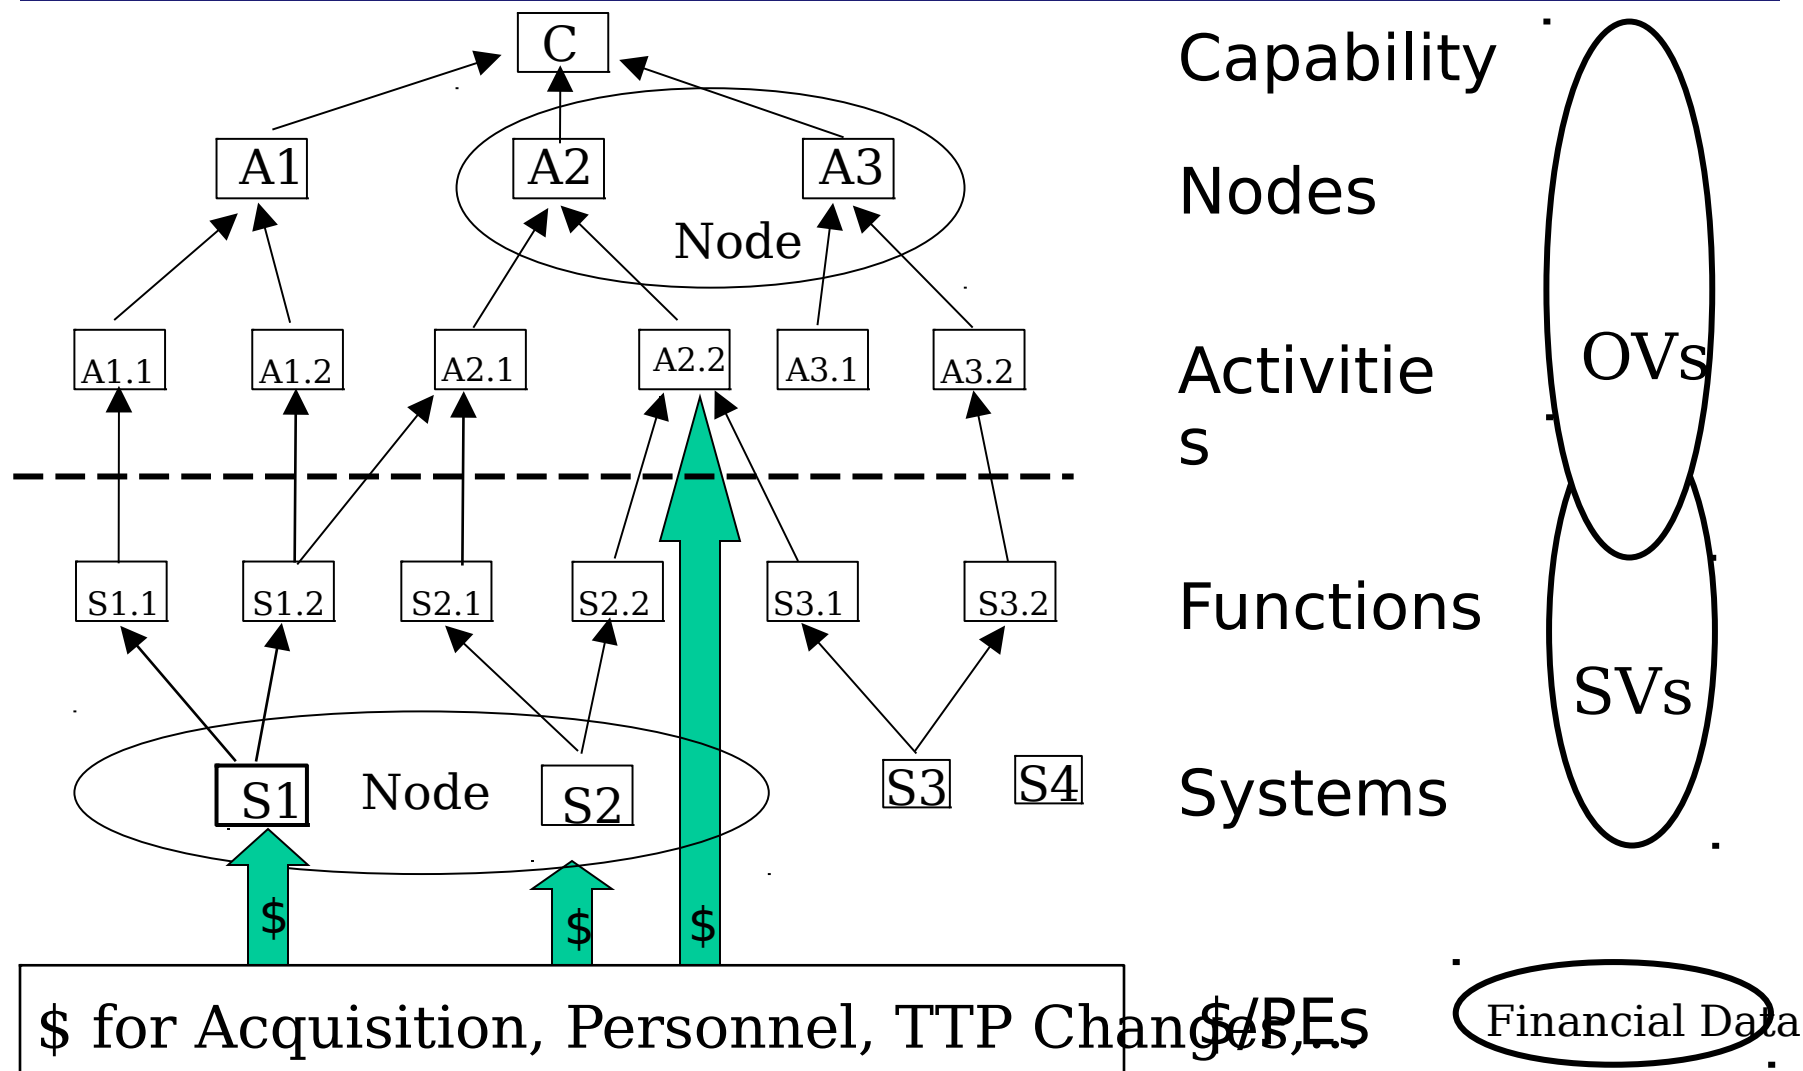 C
Capability
A1
A2
A3
Nodes
Node
A1.1
A1.2
A2.1
A2.2
A3.1
A3.2
Activitie
s
OVs
S1.1
S1.2
S2.1
S2.2
S3.1
S3.2
Functions
SVs
S1
Node
S2
S3
S4
Systems
$
$
$
$ for Acquisition, Personnel, TTP Changes,...
$/PEs
Financial Data